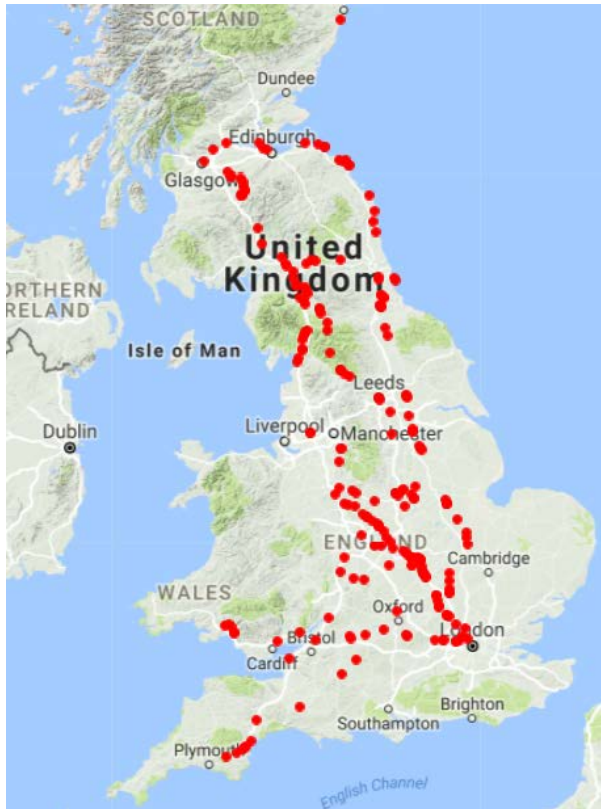 SCOTLAND
Dundee
Edinburgh
Glasgow
United
Kingdom
ORTHERN
RELAND
Isle of Man
Leeds
Dublin
Liverpool
Manchester
ENGLAND
Cambridge
WALES
Oxford
London
Bristol
Cardiff
Brighton
Southampton
Plymouth
English Channel